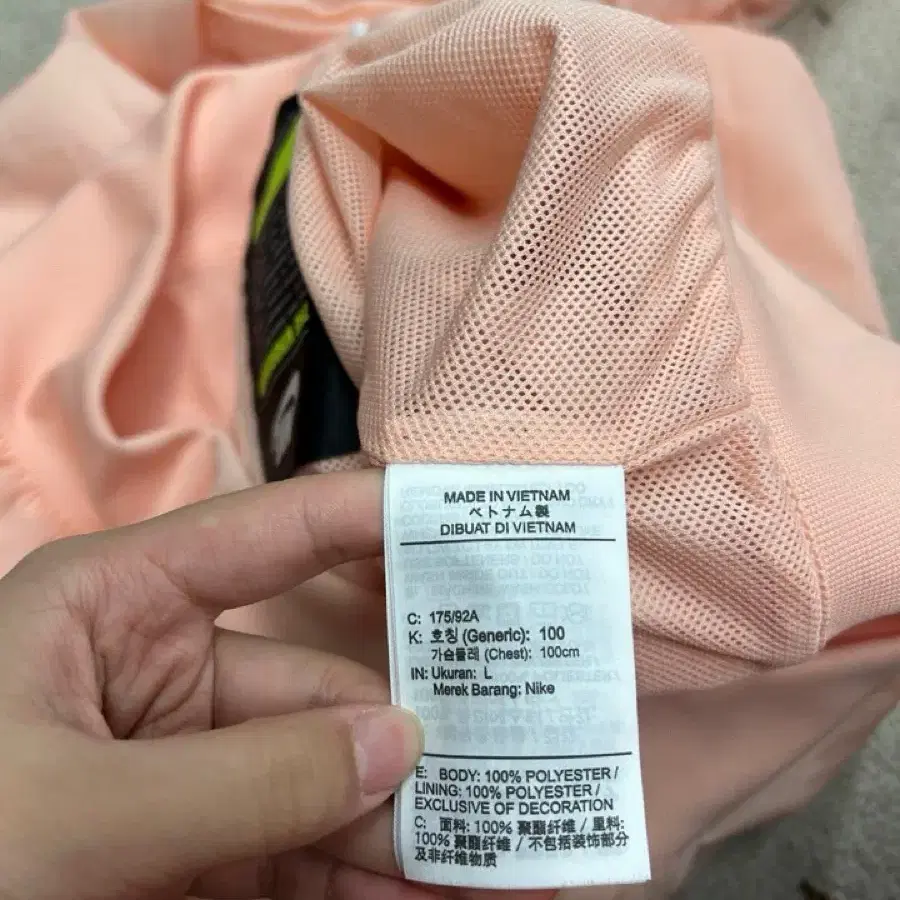 MADE IN VIETNAM
ベトナム製
DIBUAT DI VIETNAM
C: 175/92A
K: 호칭 (Generic): 100
가슴둘레 (Chest): 100cm
IN: Ukuran: L
Merek Barang: Nike
E: BODY: 100% POLYESTER /
LINING: 100% POLYESTER /
EXCLUSIVE OF DECORATION
C: 面料: 100% 聚酯纤维 / 里料:
100% 聚酯纤维 / 不包括装饰部分
及非纤维物质